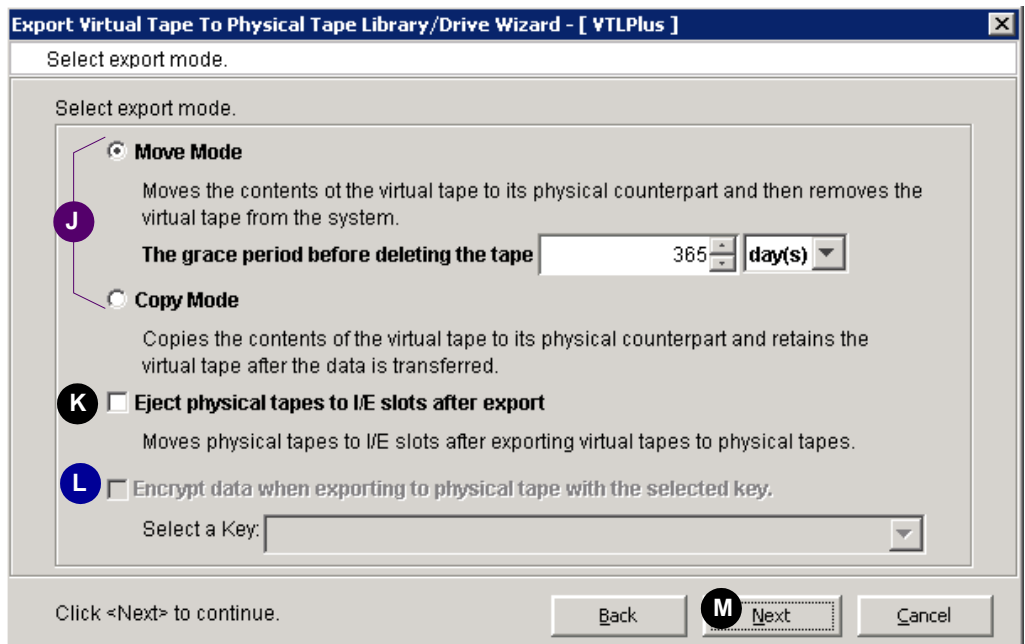 Export Virtual Tape To Physical Tape Library/Drive Wizard - [ VTLPlus ]
Select export mode.
Select export mode.
Move Mode
Moves the contents of the virtual tape to its physical counterpart and then removes the
virtual tape from the system.
J
The grace period before deleting the tape 365 day(s)
Copy Mode
Copies the contents of the virtual tape to its physical counterpart and retains the
virtual tape after the data is transferred.
K Eject physical tapes to I/E slots after export
Moves physical tapes to I/E slots after exporting virtual tapes to physical tapes.
L Encrypt data when exporting to physical tape with the selected key.
Select a Key:
Click <Next> to continue. Back M Next Cancel